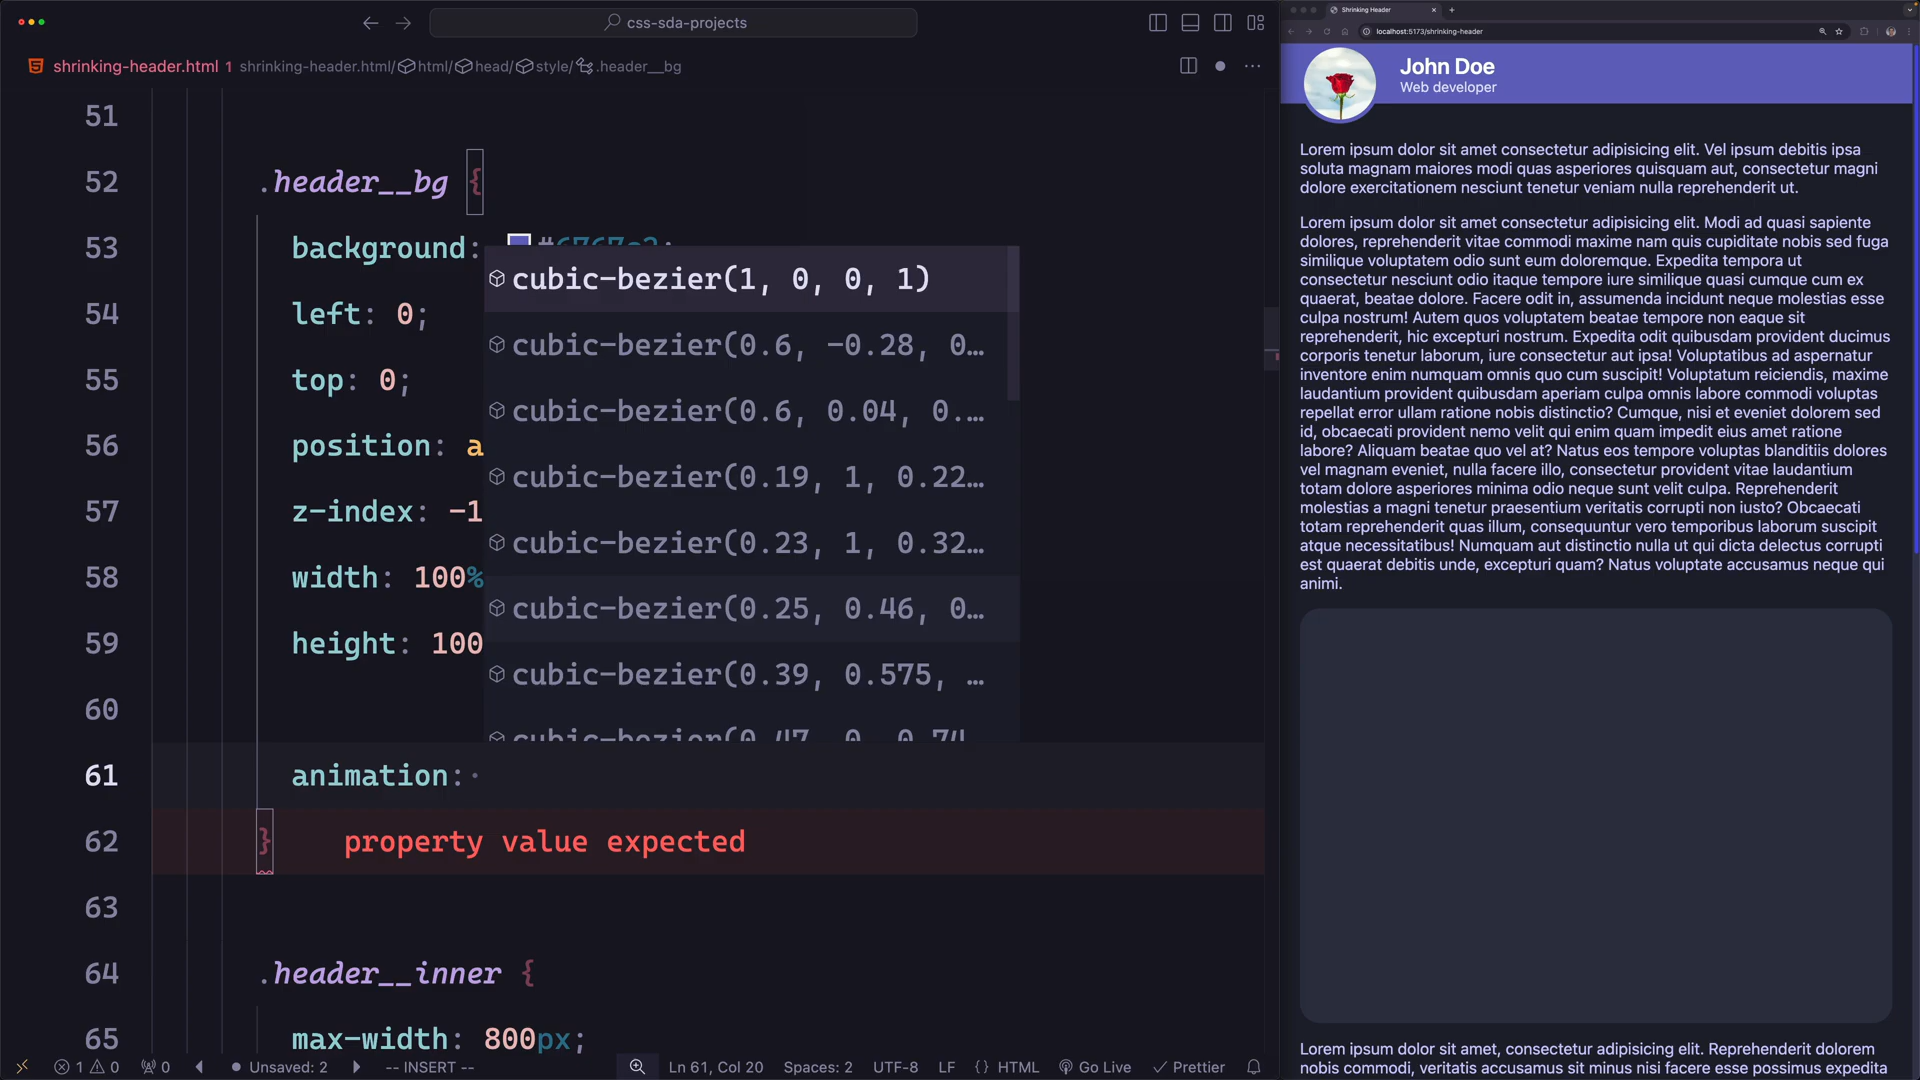 css-sda-projects
shrinking-header.html 1 shrinking-header.html/html/head/style/.header__bg
51
52 .header__bg {
53 background:
54 left: 0;
55 top: 0;
56 position: a
57 z-index: -1
58 width: 100%
59 height: 100
60
61 animation:
62 } property value expected
63
64 .header__inner {
65 max-width: 800px;
cubic-bezier(1, 0, 0, 1)
cubic-bezier(0.6, -0.28, 0…
cubic-bezier(0.6, 0.04, 0.…
cubic-bezier(0.19, 1, 0.22…
cubic-bezier(0.23, 1, 0.32…
cubic-bezier(0.25, 0.46, 0…
cubic-bezier(0.39, 0.575, …
cubic-bezier(0.47, 0, 0.74
1 0 0 Unsaved: 2 -- INSERT -- Ln 61, Col 20 Spaces: 2 UTF-8 LF {} HTML Go Live Prettier
Shrinking Header
localhost:5173/shrinking-header
John Doe
Web developer
Lorem ipsum dolor sit amet consectetur adipisicing elit. Vel ipsum debitis ipsa
soluta magnam maiores modi quas asperiores quisquam aut, consectetur magni
dolore exercitationem nesciunt tenetur veniam nulla reprehenderit ut.
Lorem ipsum dolor sit amet consectetur adipisicing elit. Modi ad quasi sapiente
dolores, reprehenderit vitae commodi maxime nam quis cupiditate nobis sed fuga
similique voluptatem odio sunt eum doloremque. Expedita tempora ut
consectetur nesciunt odio itaque tempore iure similique quasi cumque cum ex
quaerat, beatae dolore. Facere odit in, assumenda incidunt neque molestias esse
culpa nostrum! Autem quos voluptatem beatae tempore non eaque sit
reprehenderit, hic excepturi nostrum. Expedita odit quibusdam provident ducimus
corporis tenetur laborum, iure consectetur aut ipsa! Voluptatibus ad aspernatur
inventore enim numquam omnis quo cum suscipit! Voluptatum reiciendis, maxime
laudantium provident quibusdam aperiam culpa omnis labore commodi voluptas
repellat error ullam ratione nobis distinctio? Cumque, nisi et eveniet dolorem sed
id, obcaecati provident nemo velit qui enim quam impedit eius amet ratione
labore? Aliquam beatae quo vel at? Natus eos tempore voluptas blanditiis dolores
vel magnam eveniet, nulla facere illo, consectetur provident vitae laudantium
totam dolore asperiores minima odio neque sunt velit culpa. Reprehenderit
molestias a magni tenetur praesentium veritatis corrupti non iusto? Obcaecati
totam reprehenderit quas illum, consequuntur vero temporibus laborum suscipit
atque necessitatibus! Numquam aut distinctio nulla ut qui dicta delectus corrupti
est quaerat debitis unde, excepturi quam? Natus voluptate accusamus neque qui
animi.
Lorem ipsum dolor sit amet, consectetur adipisicing elit. Reprehenderit dolorem
nobis commodi, veritatis accusamus sit minus nisi facere esse possimus expedita